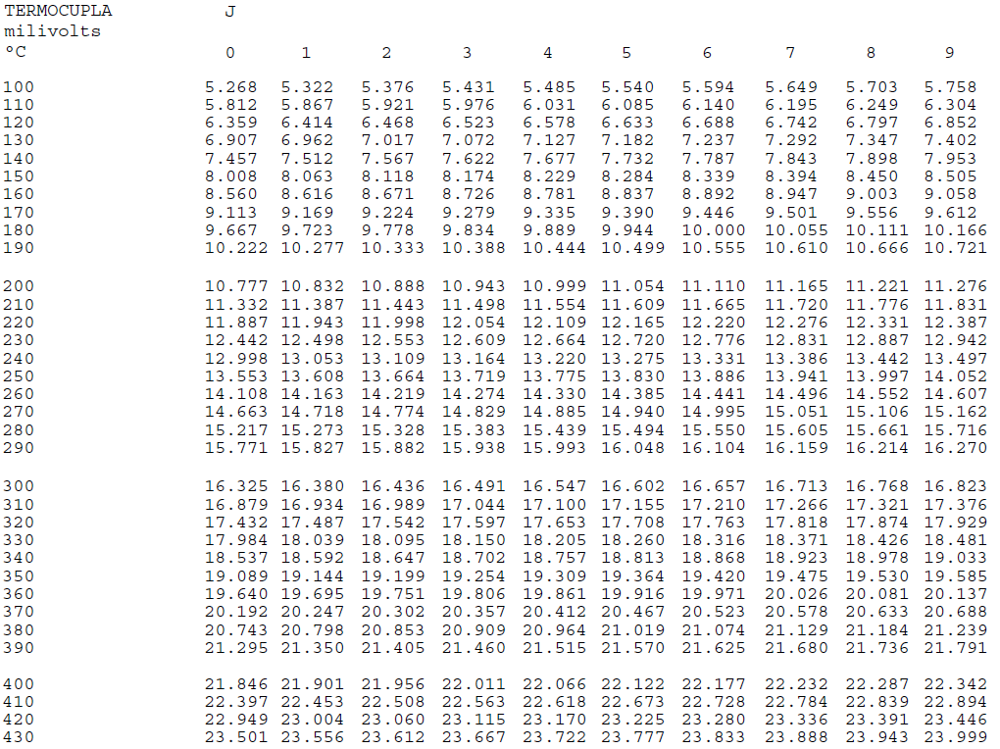 TERMOCUPLA J
milivolts
°C 0 1 2 3 4 5 6 7 8 9
100 5.268 5.322 5.376 5.431 5.485 5.540 5.594 5.649 5.703 5.758
110 5.812 5.867 5.921 5.976 6.031 6.085 6.140 6.195 6.249 6.304
120 6.359 6.414 6.468 6.523 6.578 6.633 6.688 6.742 6.797 6.852
130 6.907 6.962 7.017 7.072 7.127 7.182 7.237 7.292 7.347 7.402
140 7.457 7.512 7.567 7.622 7.677 7.732 7.787 7.843 7.898 7.953
150 8.008 8.063 8.118 8.174 8.229 8.284 8.339 8.394 8.450 8.505
160 8.560 8.616 8.671 8.726 8.781 8.837 8.892 8.947 9.003 9.058
170 9.113 9.169 9.224 9.279 9.335 9.390 9.446 9.501 9.556 9.612
180 9.667 9.723 9.778 9.834 9.889 9.944 10.000 10.055 10.111 10.166
190 10.222 10.277 10.333 10.388 10.444 10.499 10.555 10.610 10.666 10.721
200 10.777 10.832 10.888 10.943 10.999 11.054 11.110 11.165 11.221 11.276
210 11.332 11.387 11.443 11.498 11.554 11.609 11.665 11.720 11.776 11.831
220 11.887 11.943 11.998 12.054 12.109 12.165 12.220 12.276 12.331 12.387
230 12.442 12.498 12.553 12.609 12.664 12.720 12.776 12.831 12.887 12.942
240 12.998 13.053 13.109 13.164 13.220 13.275 13.331 13.386 13.442 13.497
250 13.553 13.608 13.664 13.719 13.775 13.830 13.886 13.941 13.997 14.052
260 14.108 14.163 14.219 14.274 14.330 14.385 14.441 14.496 14.552 14.607
270 14.663 14.718 14.774 14.829 14.885 14.940 14.995 15.051 15.106 15.162
280 15.217 15.273 15.328 15.383 15.439 15.494 15.550 15.605 15.661 15.716
290 15.771 15.827 15.882 15.938 15.993 16.048 16.104 16.159 16.214 16.270
300 16.325 16.380 16.436 16.491 16.547 16.602 16.657 16.713 16.768 16.823
310 16.879 16.934 16.989 17.044 17.100 17.155 17.210 17.266 17.321 17.376
320 17.432 17.487 17.542 17.597 17.653 17.708 17.763 17.818 17.874 17.929
330 17.984 18.039 18.095 18.150 18.205 18.260 18.316 18.371 18.426 18.481
340 18.537 18.592 18.647 18.702 18.757 18.813 18.868 18.923 18.978 19.033
350 19.089 19.144 19.199 19.254 19.309 19.364 19.420 19.475 19.530 19.585
360 19.640 19.695 19.751 19.806 19.861 19.916 19.971 20.026 20.081 20.137
370 20.192 20.247 20.302 20.357 20.412 20.467 20.523 20.578 20.633 20.688
380 20.743 20.798 20.853 20.909 20.964 21.019 21.074 21.129 21.184 21.239
390 21.295 21.350 21.405 21.460 21.515 21.570 21.625 21.680 21.736 21.791
400 21.846 21.901 21.956 22.011 22.066 22.122 22.177 22.232 22.287 22.342
410 22.397 22.453 22.508 22.563 22.618 22.673 22.728 22.784 22.839 22.894
420 22.949 23.004 23.060 23.115 23.170 23.225 23.280 23.336 23.391 23.446
430 23.501 23.556 23.612 23.667 23.722 23.777 23.833 23.888 23.943 23.999